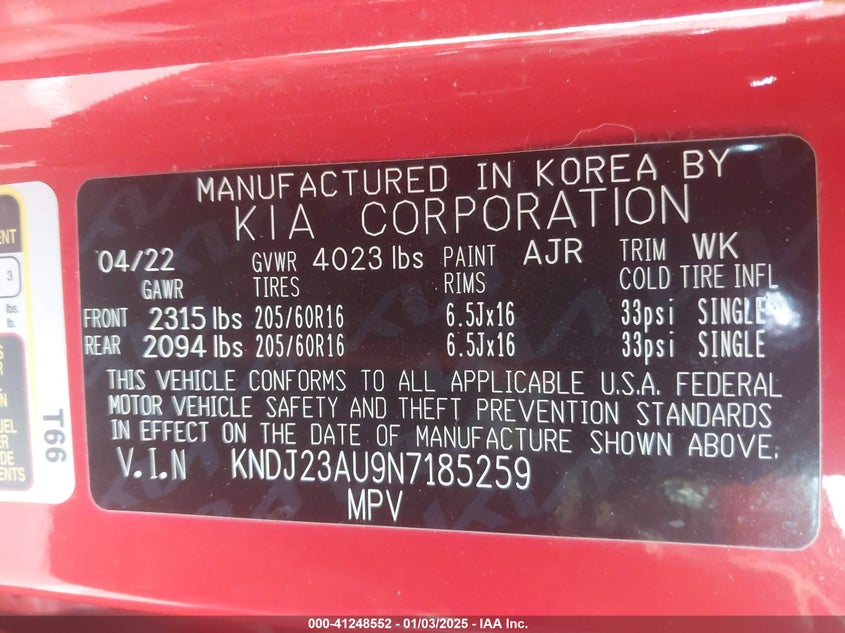 MANUFACTURED IN KOREA BY
KIA CORPORATION
04/22 GVWR 4023 lbs PAINT AJR TRIM WK
GAWR TIRES RIMS COLD TIRE INFL
FRONT 2315 lbs 205/60R16 6.5Jx16 33psi SINGLE
REAR 2094 lbs 205/60R16 6.5Jx16 33psi SINGLE
THIS VEHICLE CONFORMS TO ALL APPLICABLE U.S.A. FEDERAL
MOTOR VEHICLE SAFETY AND THEFT PREVENTION STANDARDS
IN EFFECT ON THE DATE OF MANUFACTURE SHOWN ABOVE.
V.I.N KNDJ23AU9N7185259
MPV
T66
3
lbs.
lb.
000-41248552 — 01/03/2025 — IAA Inc.